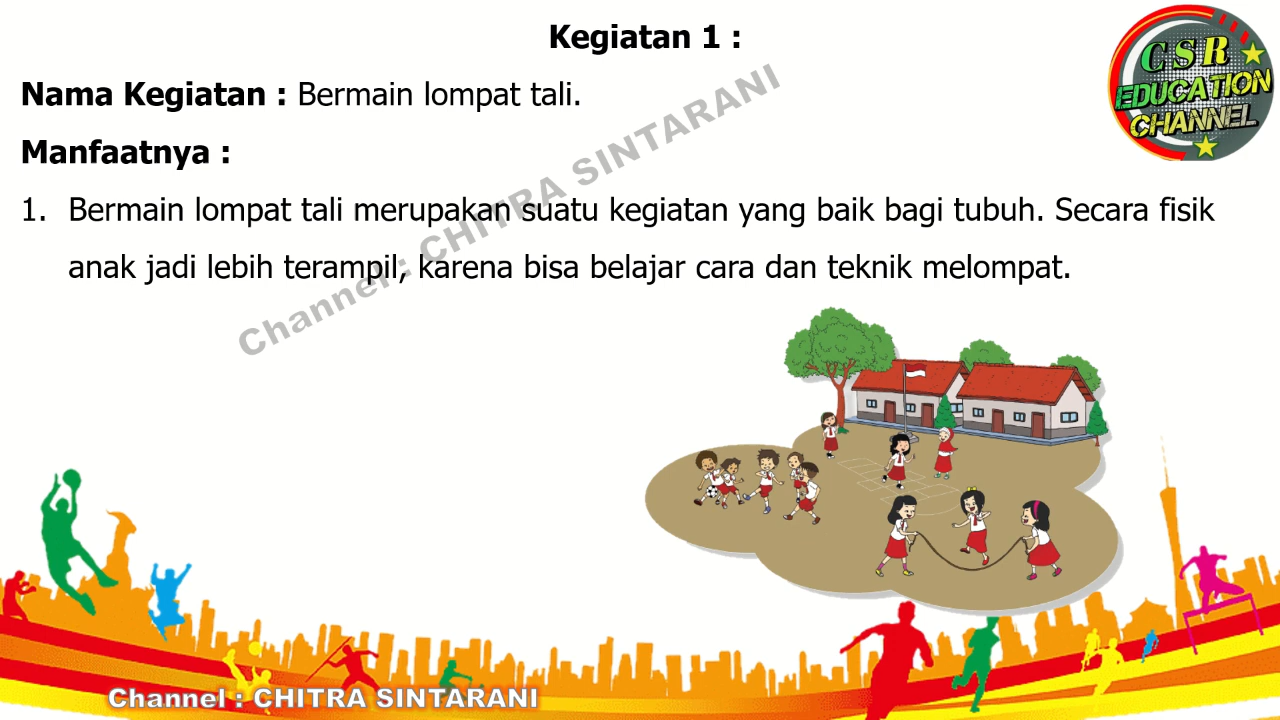 Kegiatan 1 :
Nama Kegiatan : Bermain lompat tali.
Manfaatnya :
1. Bermain lompat tali merupakan suatu kegiatan yang baik bagi tubuh. Secara fisik
anak jadi lebih terampil, karena bisa belajar cara dan teknik melompat.
Channel : CHITRA SINTARANI
CSR
EDUCATION
CHANNEL
Channel : CHITRA SINTARANI